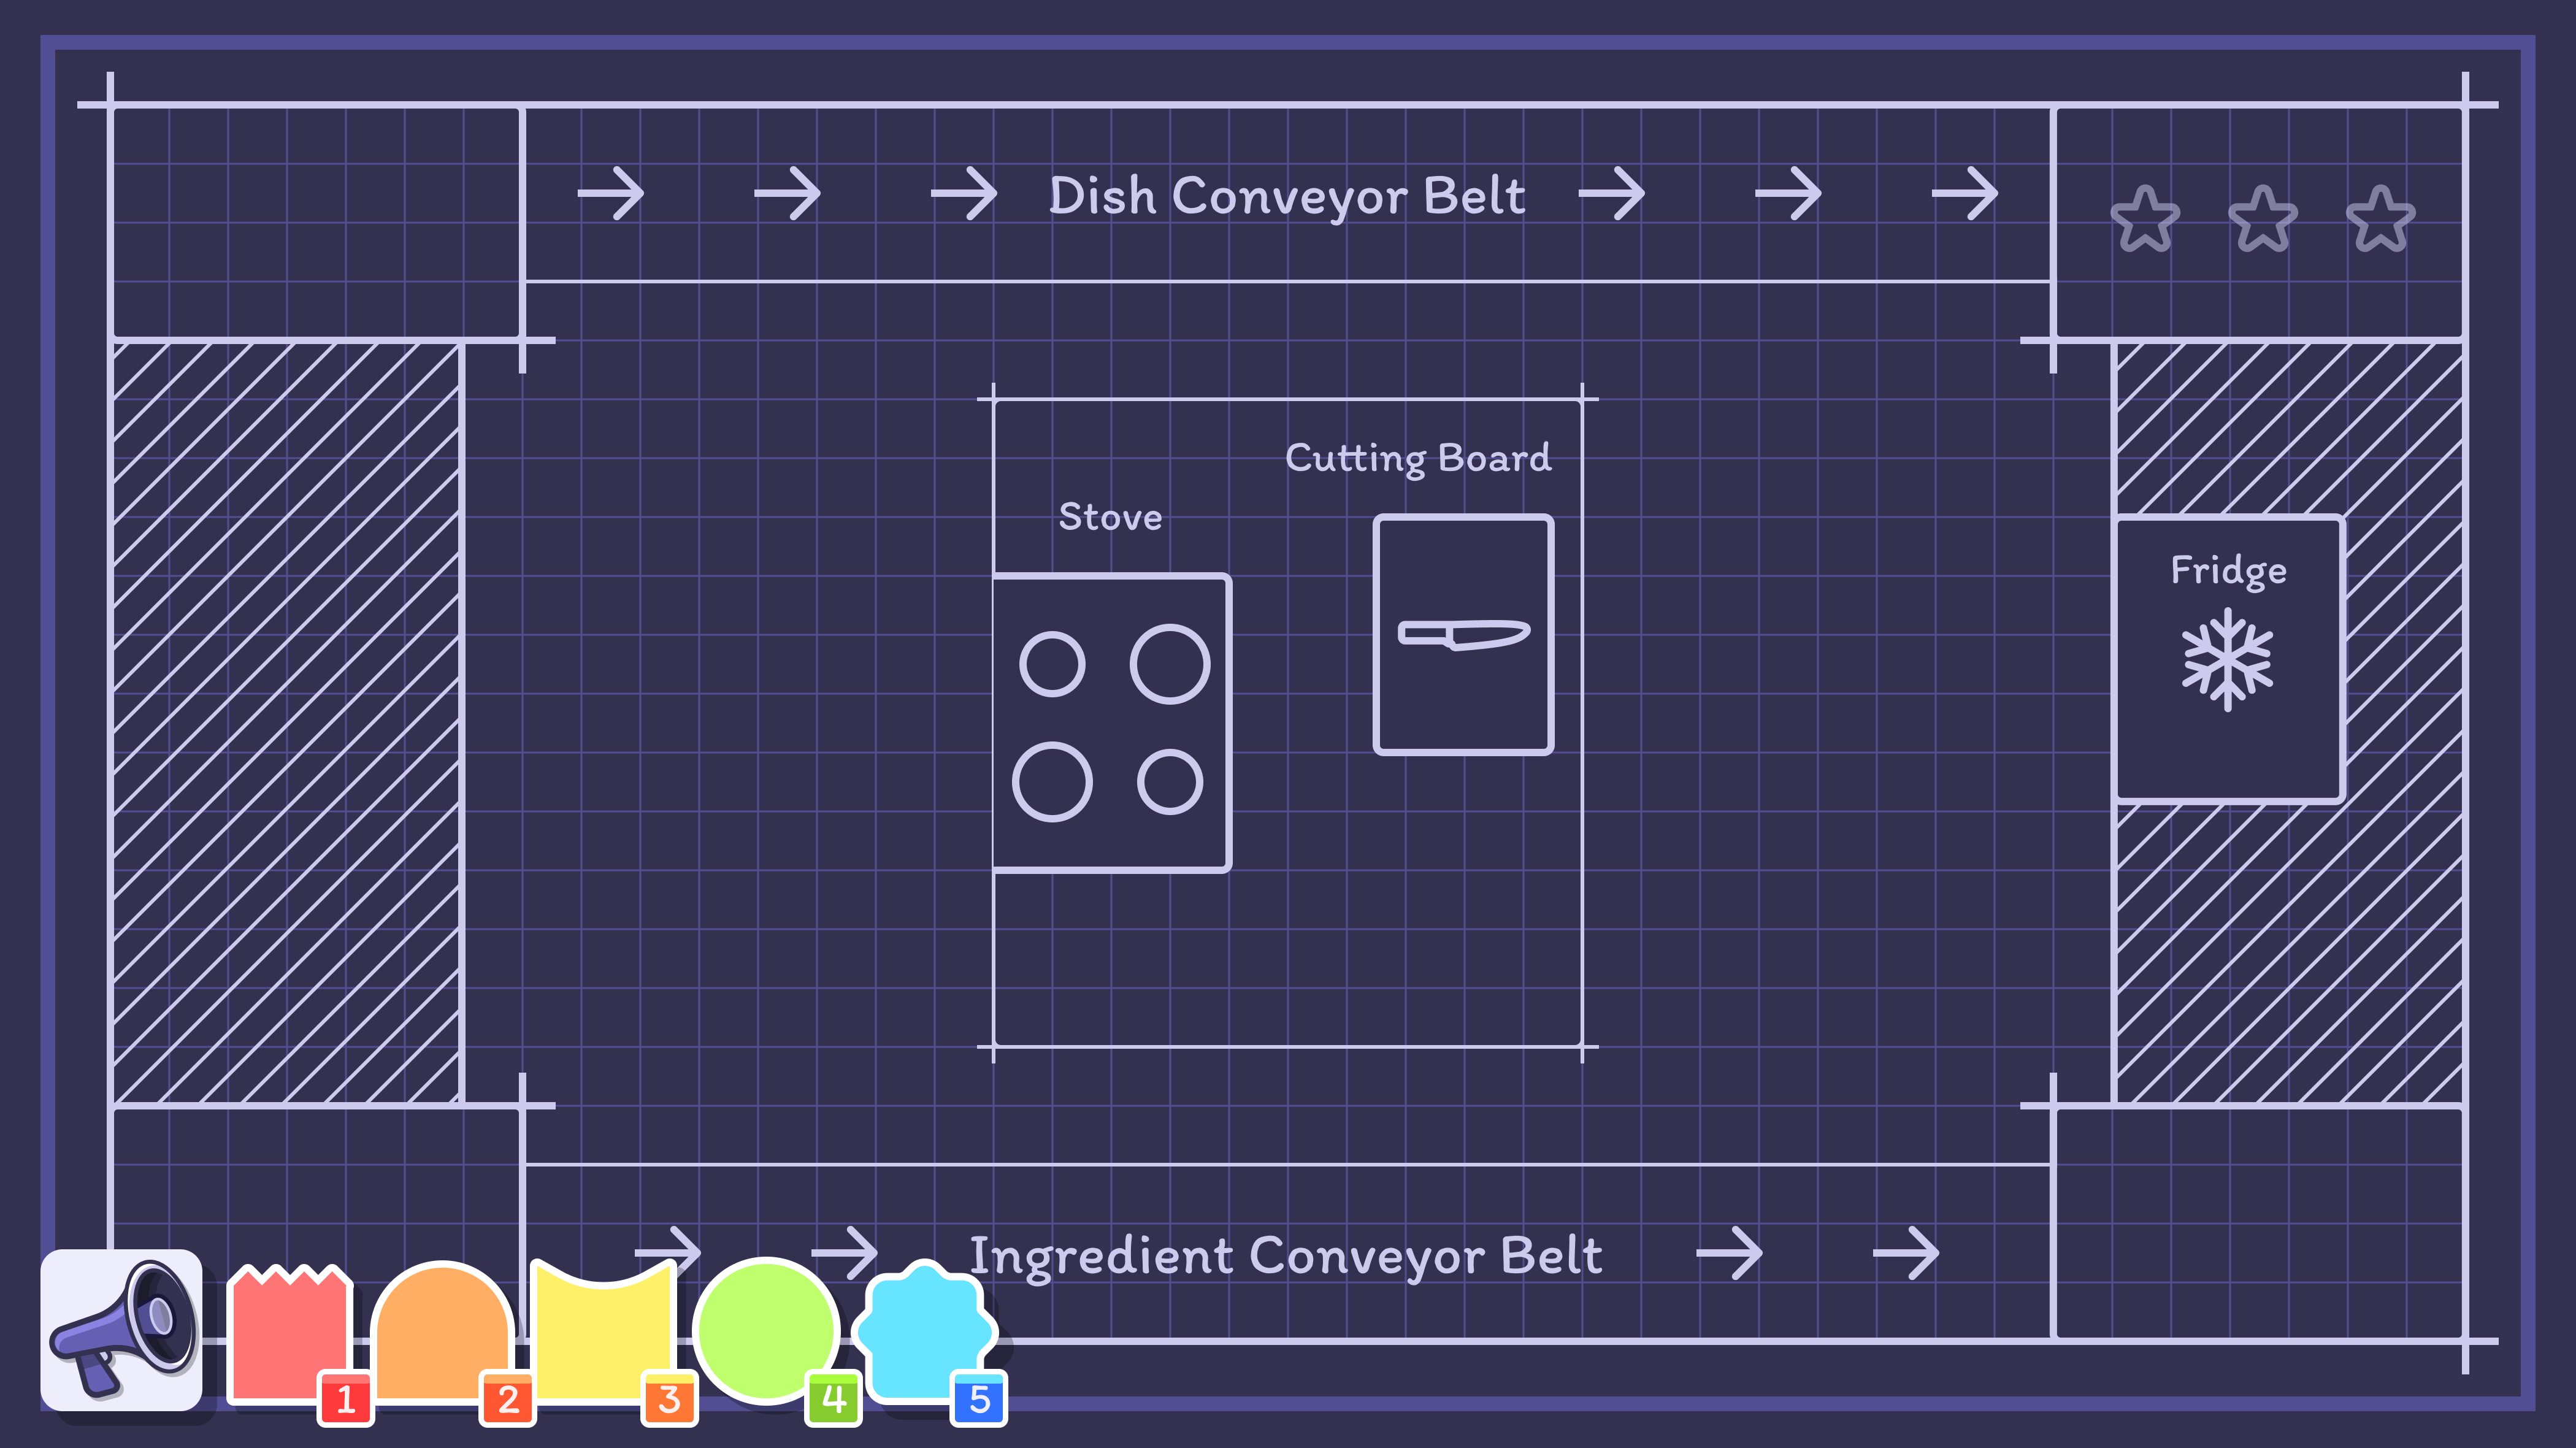 Dish Conveyor Belt
Cutting Board
Stove
Fridge
Ingredient Conveyor Belt
1
2
3
4
5